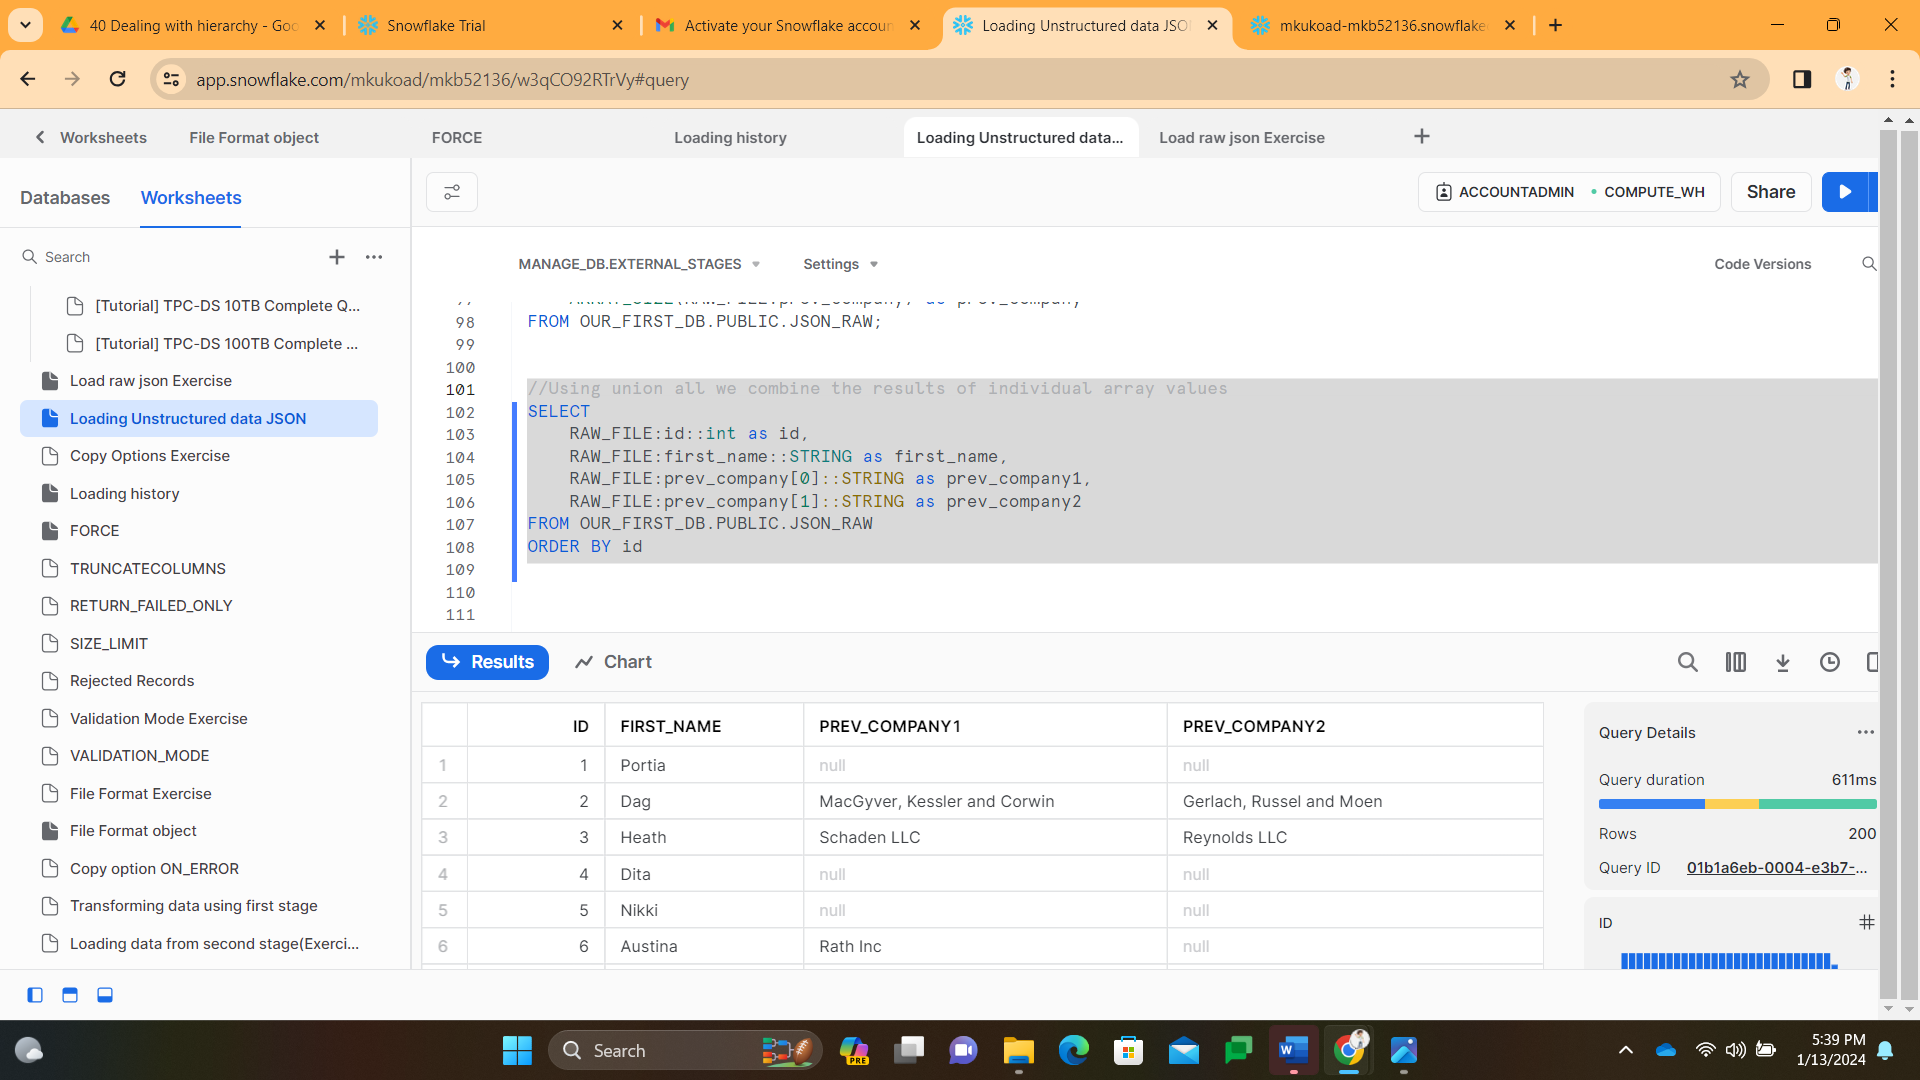 40 Dealing with hierarchy - Goo
Snowflake Trial
Activate your Snowflake accoun
Loading Unstructured data JSO
mkukoad-mkb52136.snowflake
app.snowflake.com/mkukoad/mkb52136/w3qCO92RTrVy#query
Worksheets
File Format object
FORCE
Loading history
Loading Unstructured data...
Load raw json Exercise
Databases
Worksheets
ACCOUNTADMIN
COMPUTE_WH
Share
Search
MANAGE_DB.EXTERNAL_STAGES
Settings
Code Versions
[Tutorial] TPC-DS 10TB Complete Q...
[Tutorial] TPC-DS 100TB Complete ...
Load raw json Exercise
Loading Unstructured data JSON
Copy Options Exercise
Loading history
FORCE
TRUNCATECOLUMNS
RETURN_FAILED_ONLY
SIZE_LIMIT
Rejected Records
Validation Mode Exercise
VALIDATION_MODE
File Format Exercise
File Format object
Copy option ON_ERROR
Transforming data using first stage
Loading data from second stage(Exerci...
97 ARRAY_SIZE(RAW_FILE:prev_company) as prev_company
98 FROM OUR_FIRST_DB.PUBLIC.JSON_RAW;
99
100
101 //Using union all we combine the results of individual array values
102 SELECT
103 RAW_FILE:id::int as id,
104 RAW_FILE:first_name::STRING as first_name,
105 RAW_FILE:prev_company[0]::STRING as prev_company1,
106 RAW_FILE:prev_company[1]::STRING as prev_company2
107 FROM OUR_FIRST_DB.PUBLIC.JSON_RAW
108 ORDER BY id
109
110
111
Results
Chart
ID FIRST_NAME PREV_COMPANY1 PREV_COMPANY2
1 1 Portia null null
2 2 Dag MacGyver, Kessler and Corwin Gerlach, Russel and Moen
3 3 Heath Schaden LLC Reynolds LLC
4 4 Dita null null
5 5 Nikki null null
6 6 Austina Rath Inc null
Query Details
Query duration 611ms
Rows 200
Query ID 01b1a6eb-0004-e3b7-...
ID
Search
PRE
5:39 PM
1/13/2024